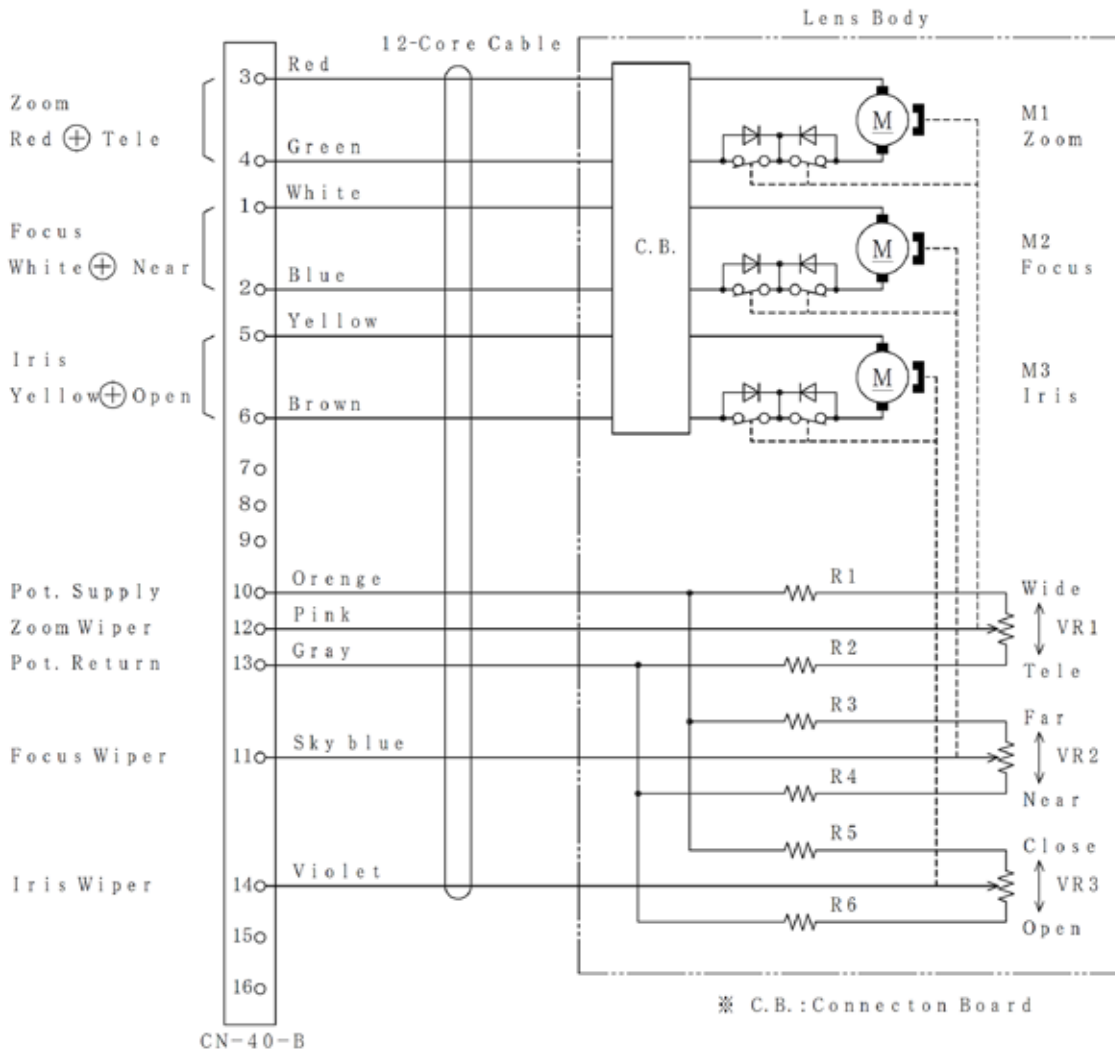 Lens Body
12-Core Cable
3 Red
Zoom
Red ⊕ Tele
M
M1
Zoom
4 Green
1 White
Focus
White ⊕ Near
C.B.
M
M2
Focus
2 Blue
5 Yellow
Iris
Yellow ⊕ Open
M
M3
Iris
6 Brown
7
8
9
Pot. Supply 10 Orenge R1 Wide
Zoom Wiper 12 Pink VR1
Pot. Return 13 Gray R2 Tele
R3 Far
Focus Wiper 11 Sky blue VR2
R4 Near
R5 Close
Iris Wiper 14 Violet VR3
R6 Open
15
16
※ C.B.:Connecton Board
CN-40-B